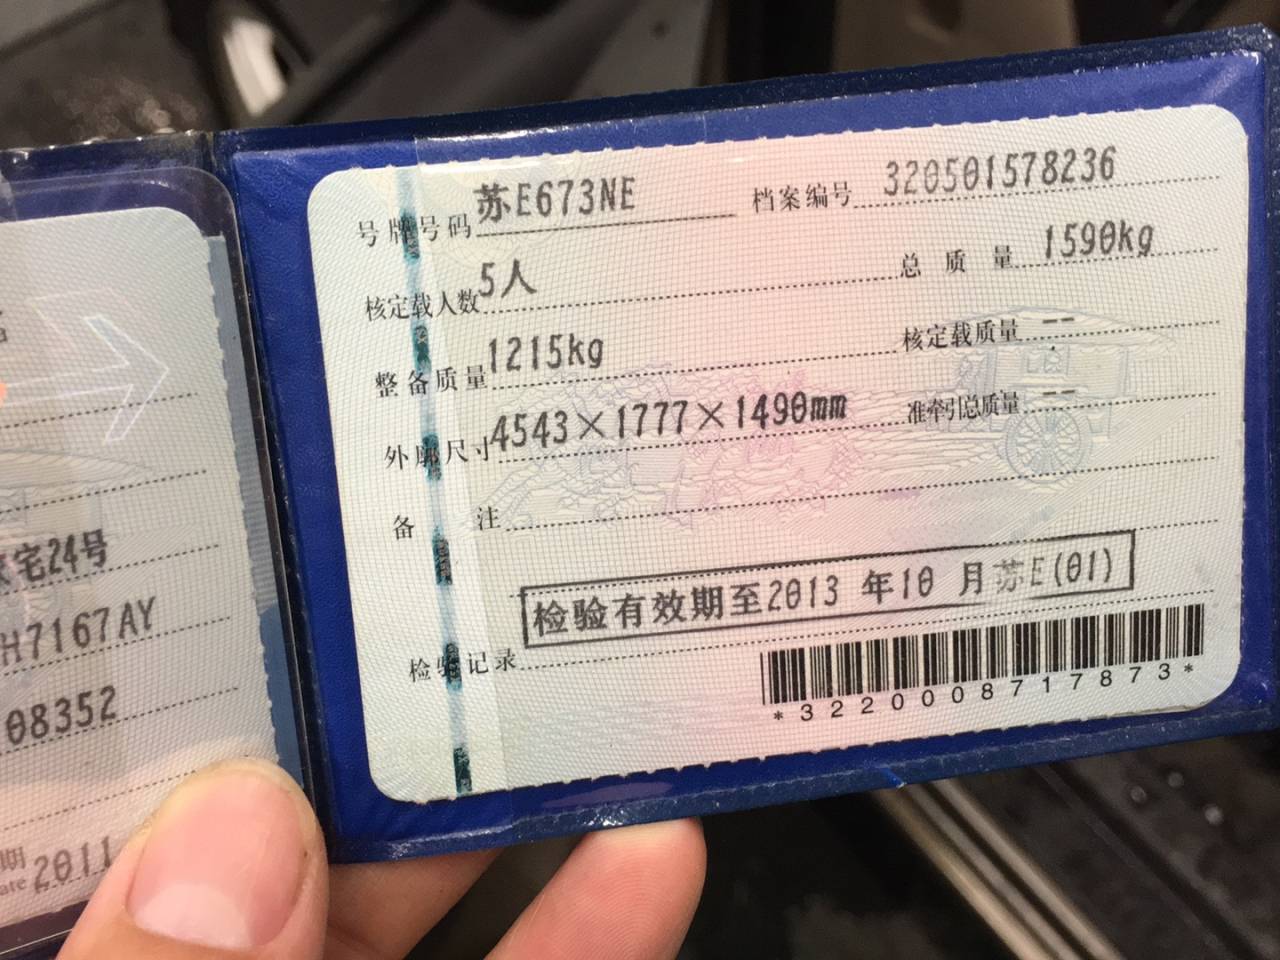 宅24号
H7167AY
08352
期
ate 2011
号牌号码 苏E673NE 档案编号 320501578236
核定载人数 5人 总质量 1590kg
整备质量 1215kg 核定载质量 --
外廓尺寸 4543×1777×1490mm 准牵引总质量 --
备注
检验有效期至2013 年10 月苏E(01)
检验记录
*3220008717873*